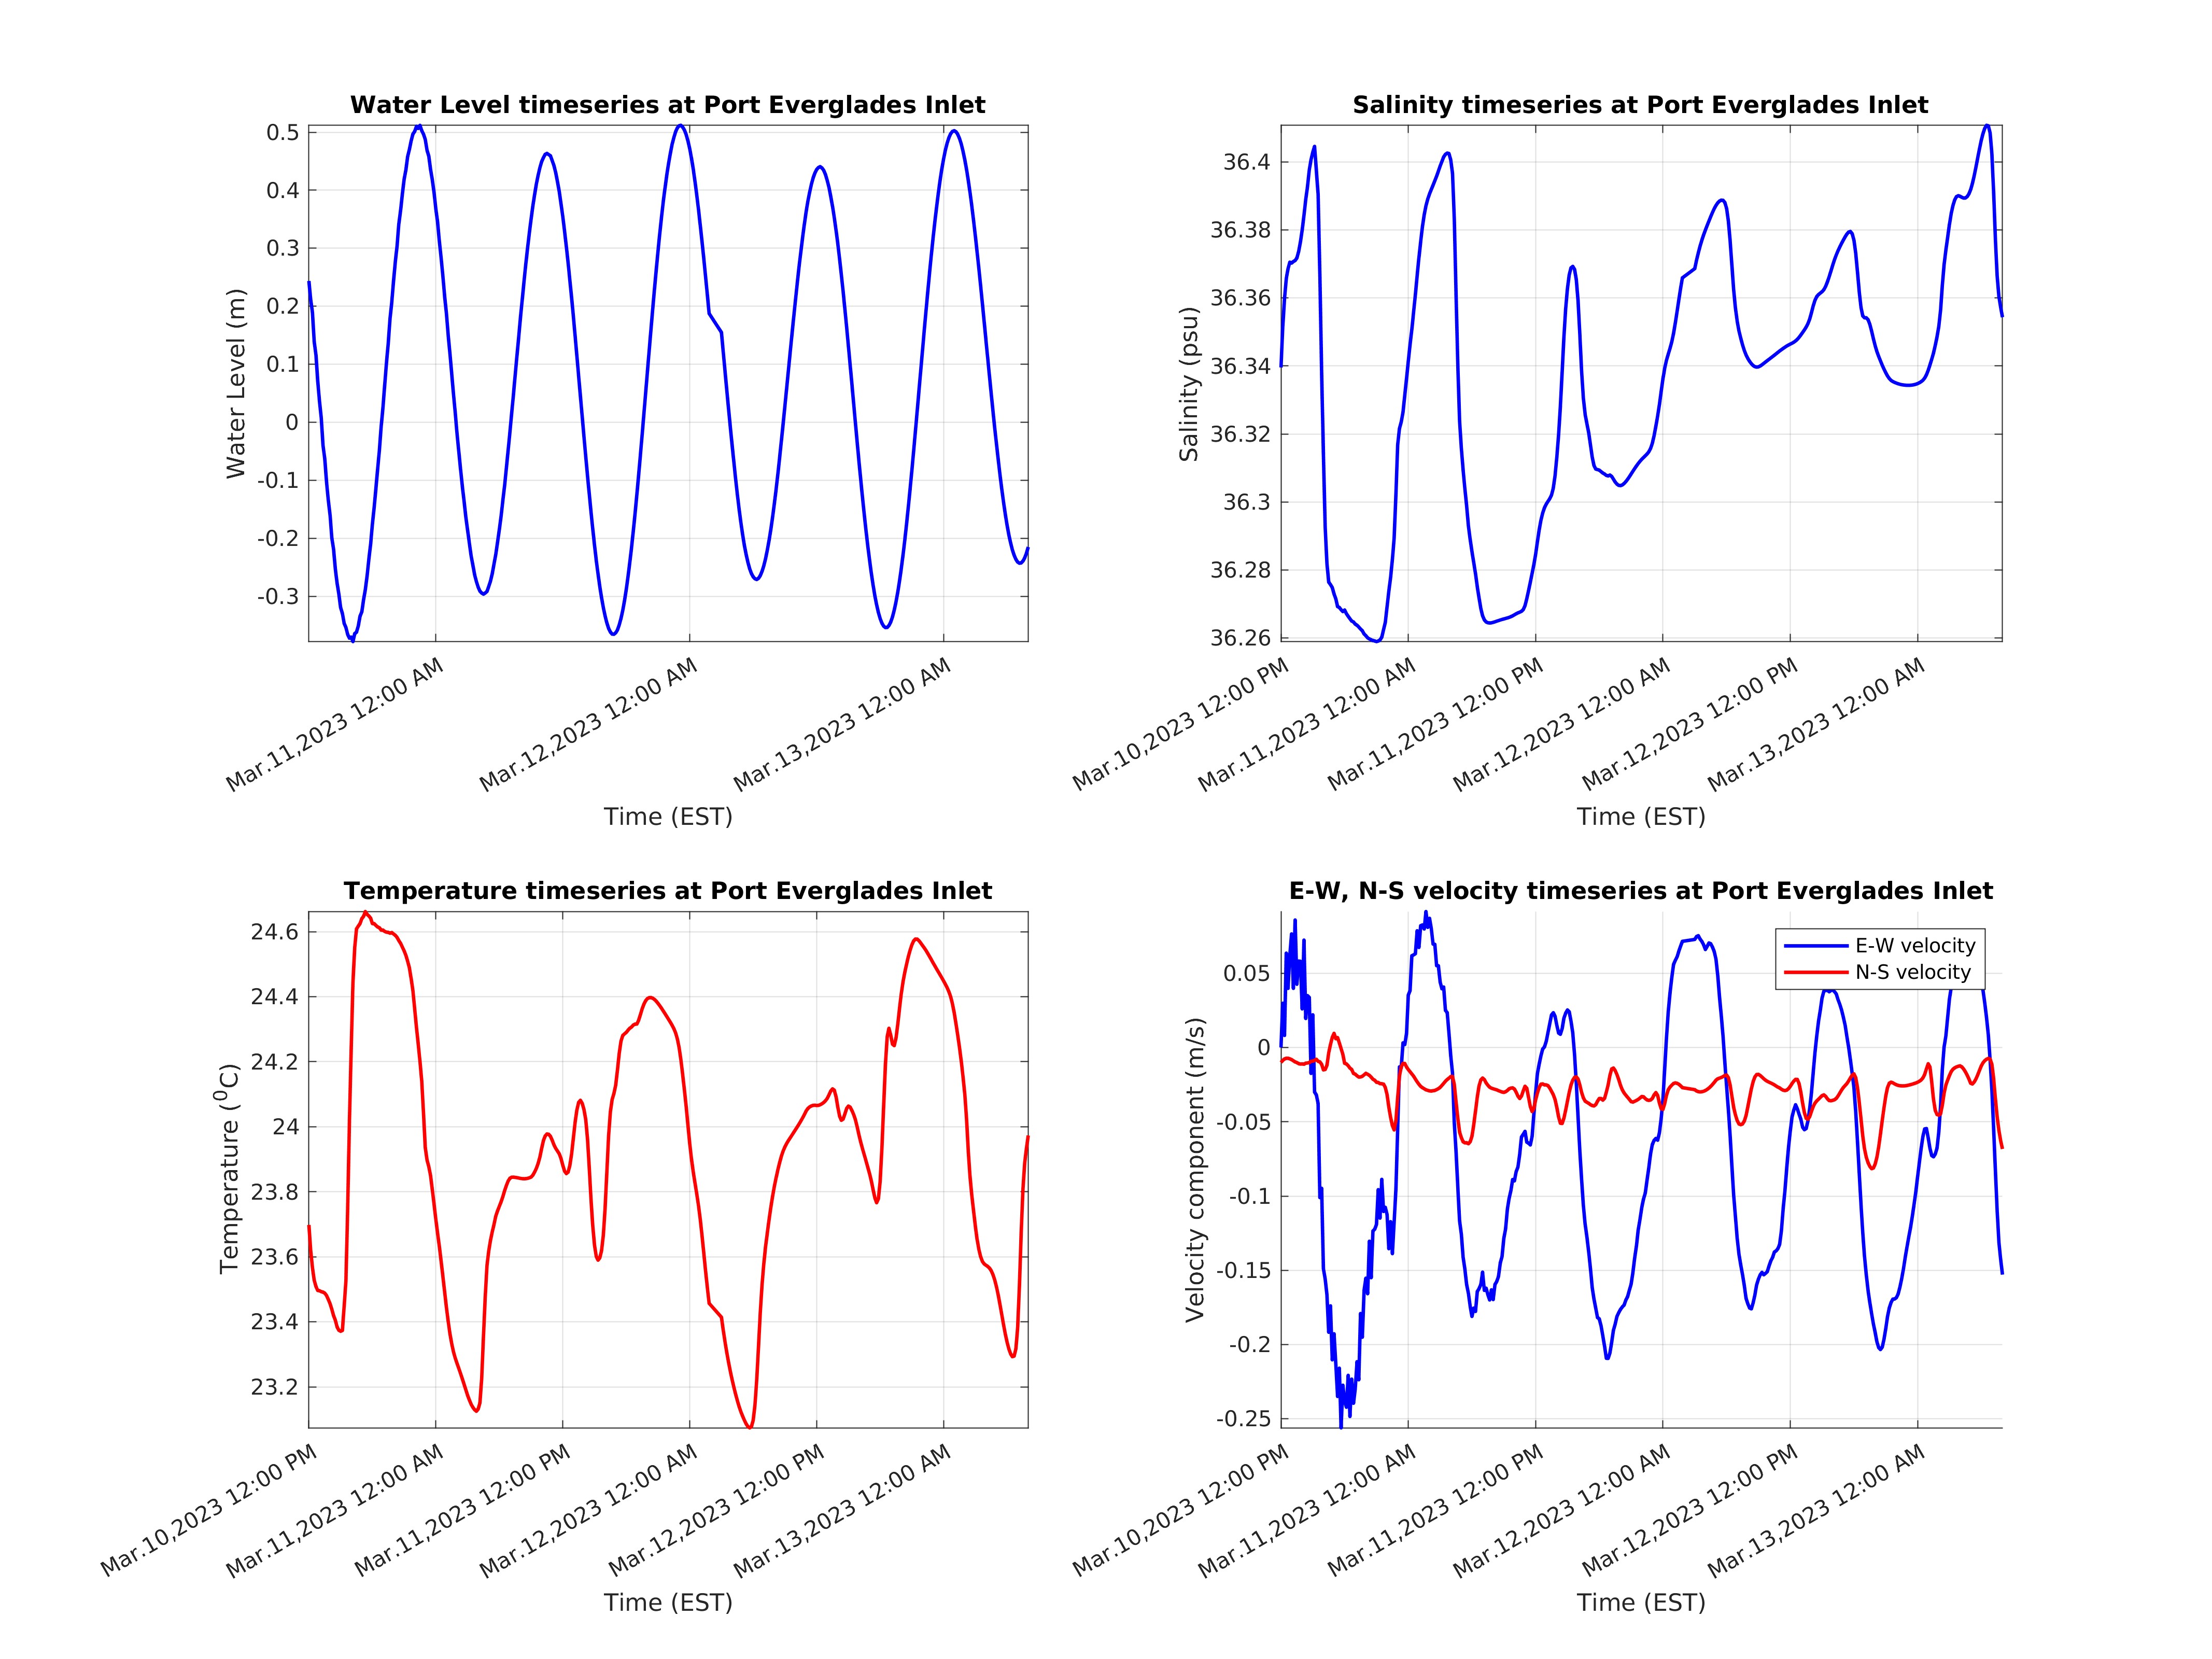 Water Level timeseries at Port Everglades Inlet
Water Level (m)
0.5
0.4
0.3
0.2
0.1
0
-0.1
-0.2
-0.3
Mar.11,2023 12:00 AM
Mar.12,2023 12:00 AM
Mar.13,2023 12:00 AM
Time (EST)
Salinity timeseries at Port Everglades Inlet
Salinity (psu)
36.4
36.38
36.36
36.34
36.32
36.3
36.28
36.26
Mar.10,2023 12:00 PM
Mar.11,2023 12:00 AM
Mar.11,2023 12:00 PM
Mar.12,2023 12:00 AM
Mar.12,2023 12:00 PM
Mar.13,2023 12:00 AM
Time (EST)
Temperature timeseries at Port Everglades Inlet
Temperature (⁰C)
24.6
24.4
24.2
24
23.8
23.6
23.4
23.2
Mar.10,2023 12:00 PM
Mar.11,2023 12:00 AM
Mar.11,2023 12:00 PM
Mar.12,2023 12:00 AM
Mar.12,2023 12:00 PM
Mar.13,2023 12:00 AM
Time (EST)
E-W, N-S velocity timeseries at Port Everglades Inlet
Velocity component (m/s)
E-W velocity
N-S velocity
0.05
0
-0.05
-0.1
-0.15
-0.2
-0.25
Mar.10,2023 12:00 PM
Mar.11,2023 12:00 AM
Mar.11,2023 12:00 PM
Mar.12,2023 12:00 AM
Mar.12,2023 12:00 PM
Mar.13,2023 12:00 AM
Time (EST)